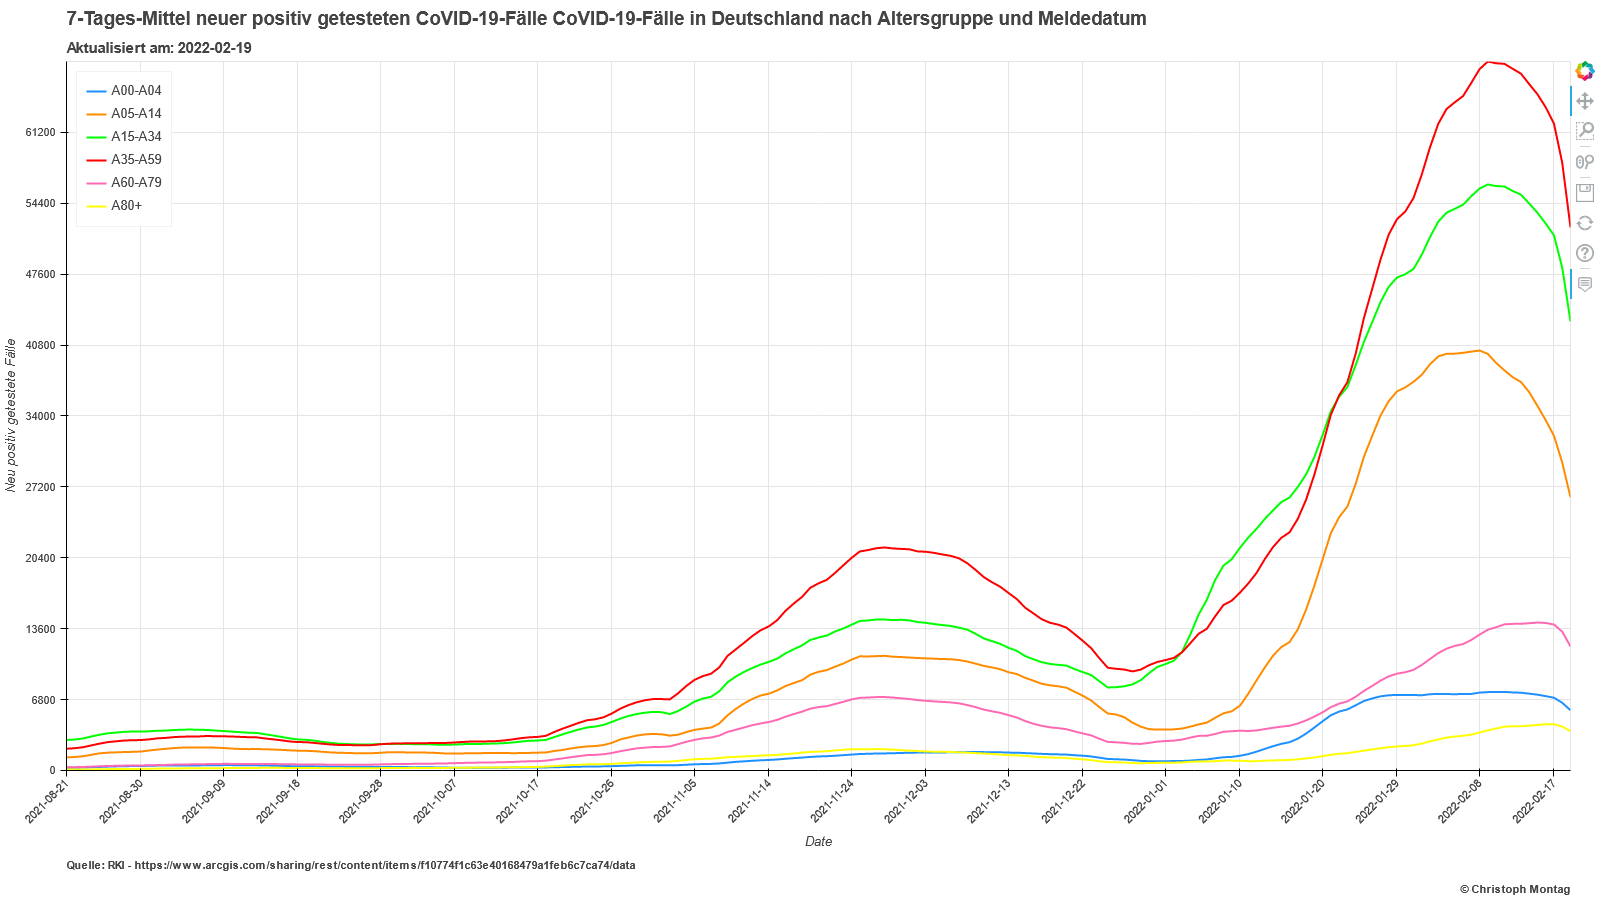 7-Tages-Mittel neuer positiv getesteten CoVID-19-Fälle CoVID-19-Fälle in Deutschland nach Altersgruppe und Meldedatum
Aktualisiert am: 2022-02-19
A00-A04
A05-A14
A15-A34
A35-A59
A60-A79
A80+
61200
54400
47600
40800
34000
27200
20400
13600
6800
0
Neu positiv getestete Fälle
2021-08-21
2021-08-30
2021-09-09
2021-09-18
2021-09-28
2021-10-07
2021-10-17
2021-10-26
2021-11-05
2021-11-14
2021-11-24
2021-12-03
2021-12-13
2021-12-22
2022-01-01
2022-01-10
2022-01-20
2022-01-29
2022-02-08
2022-02-17
Date
Quelle: RKI - https://www.arcgis.com/sharing/rest/content/items/f10774f1c63e40168479a1feb6c7ca74/data
© Christoph Montag